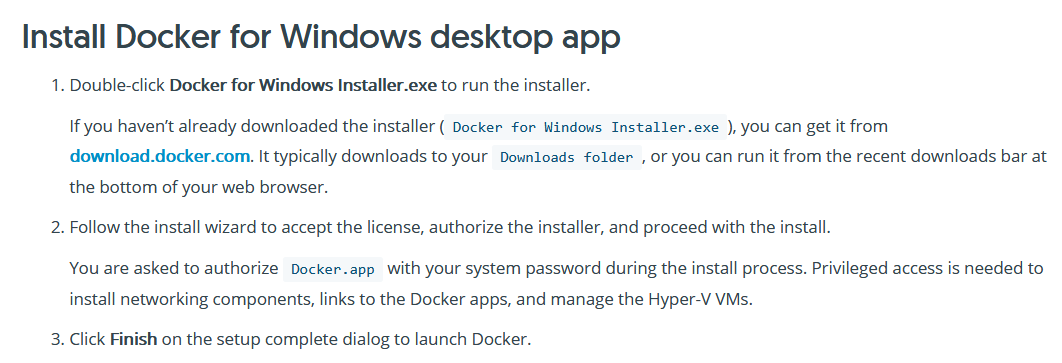 Install Docker for Windows desktop app
1. Double-click Docker for Windows Installer.exe to run the installer.
If you haven’t already downloaded the installer ( Docker for Windows Installer.exe ), you can get it from
download.docker.com. It typically downloads to your Downloads folder , or you can run it from the recent downloads bar at
the bottom of your web browser.
2. Follow the install wizard to accept the license, authorize the installer, and proceed with the install.
You are asked to authorize Docker.app with your system password during the install process. Privileged access is needed to
install networking components, links to the Docker apps, and manage the Hyper-V VMs.
3. Click Finish on the setup complete dialog to launch Docker.